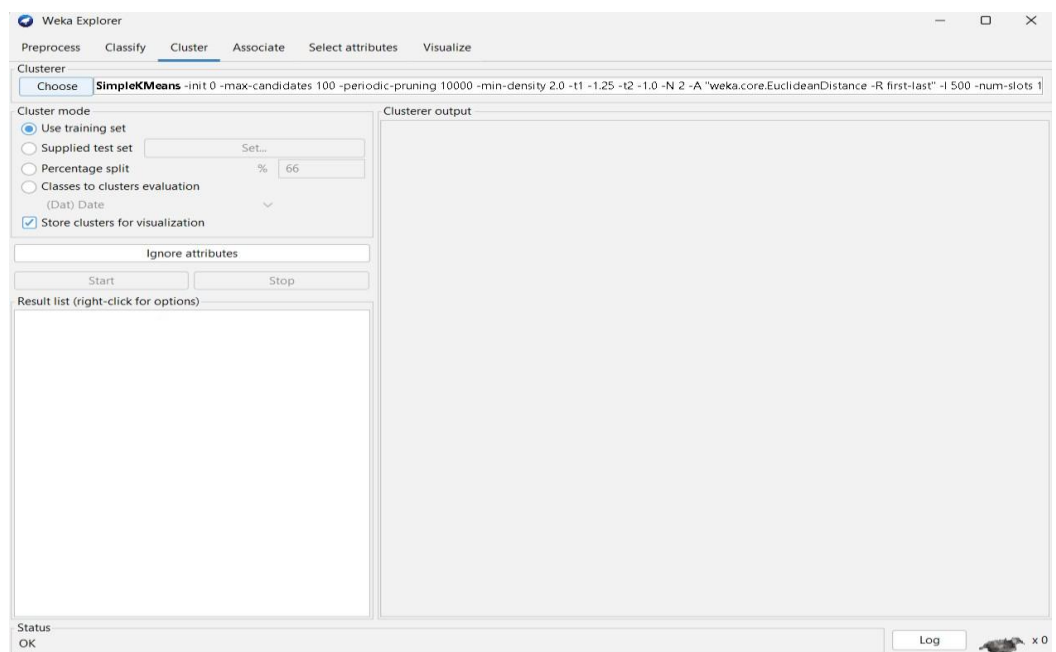 Weka Explorer
Preprocess Classify Cluster Associate Select attributes Visualize
Clusterer
Choose SimpleKMeans -init 0 -max-candidates 100 -periodic-pruning 10000 -min-density 2.0 -t1 -1.25 -t2 -1.0 -N 2 -A "weka.core.EuclideanDistance -R first-last" -I 500 -num-slots 1
Cluster mode
Use training set
Supplied test set Set...
Percentage split % 66
Classes to clusters evaluation
(Dat) Date
Store clusters for visualization
Ignore attributes
Start Stop
Result list (right-click for options)
Clusterer output
Status
OK
Log x 0